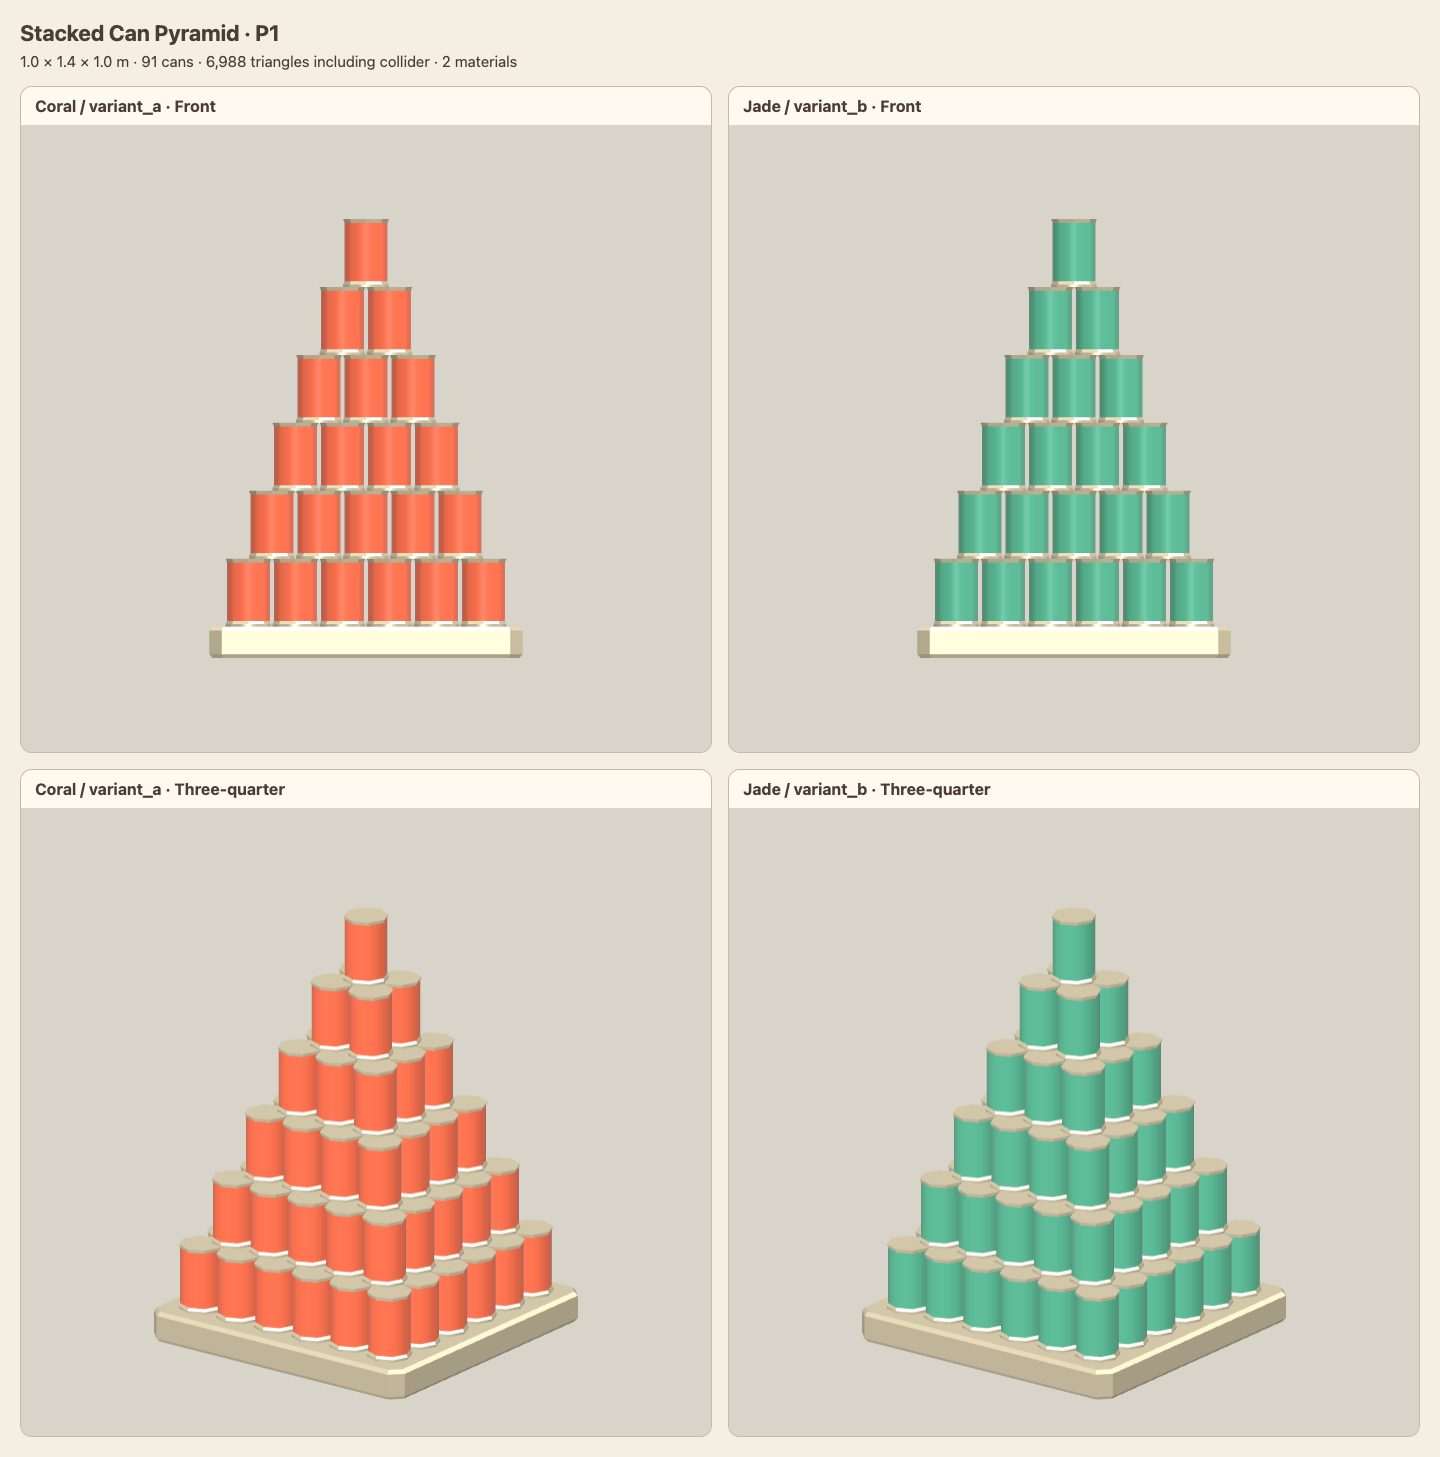 Stacked Can Pyramid · P1
1.0 × 1.4 × 1.0 m · 91 cans · 6,988 triangles including collider · 2 materials
Coral / variant_a · Front
Jade / variant_b · Front
Coral / variant_a · Three-quarter
Jade / variant_b · Three-quarter